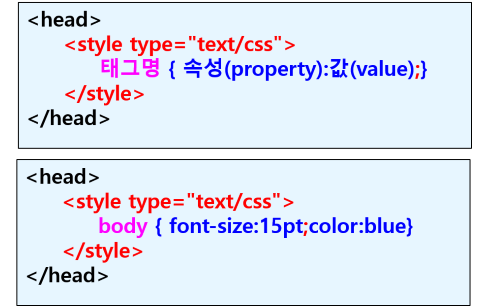 <head>
<style type="text/css">
태그명 { 속성(property):값(value);}
</style>
</head>
<head>
<style type="text/css">
body { font-size:15pt;color:blue}
</style>
</head>